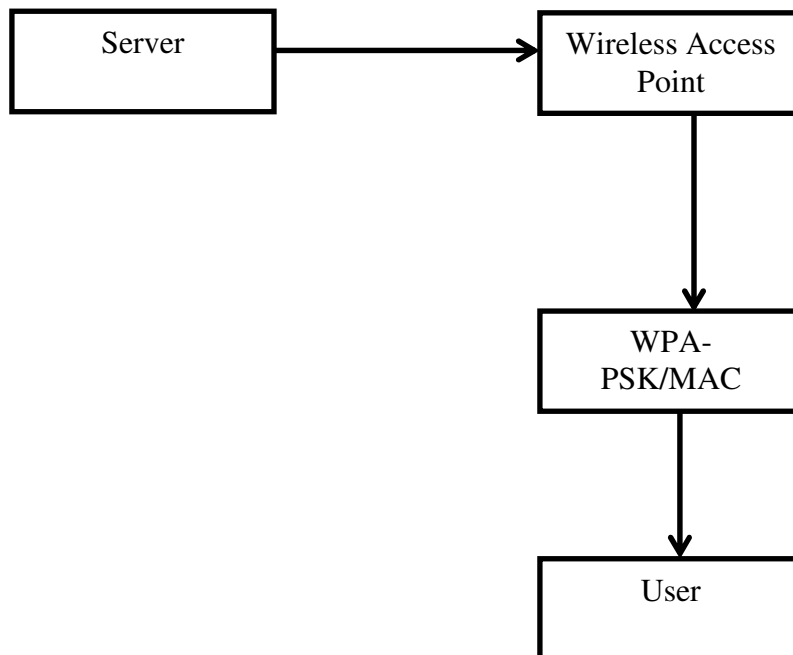 Server
Wireless Access
Point
WPA-
PSK/MAC
User